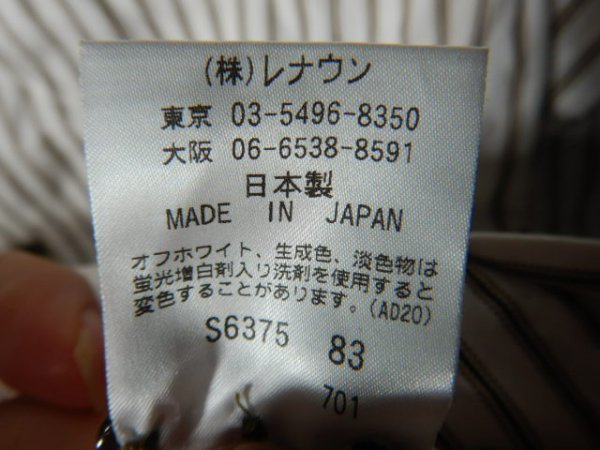 (株)レナウン
東京 03-5496-8350
大阪 06-6538-8591
日本製
MADE IN JAPAN
オフホワイト、生成色、淡色物は
蛍光増白剤入り洗剤を使用すると
変色することがあります。(AD20)
S6375 83
701